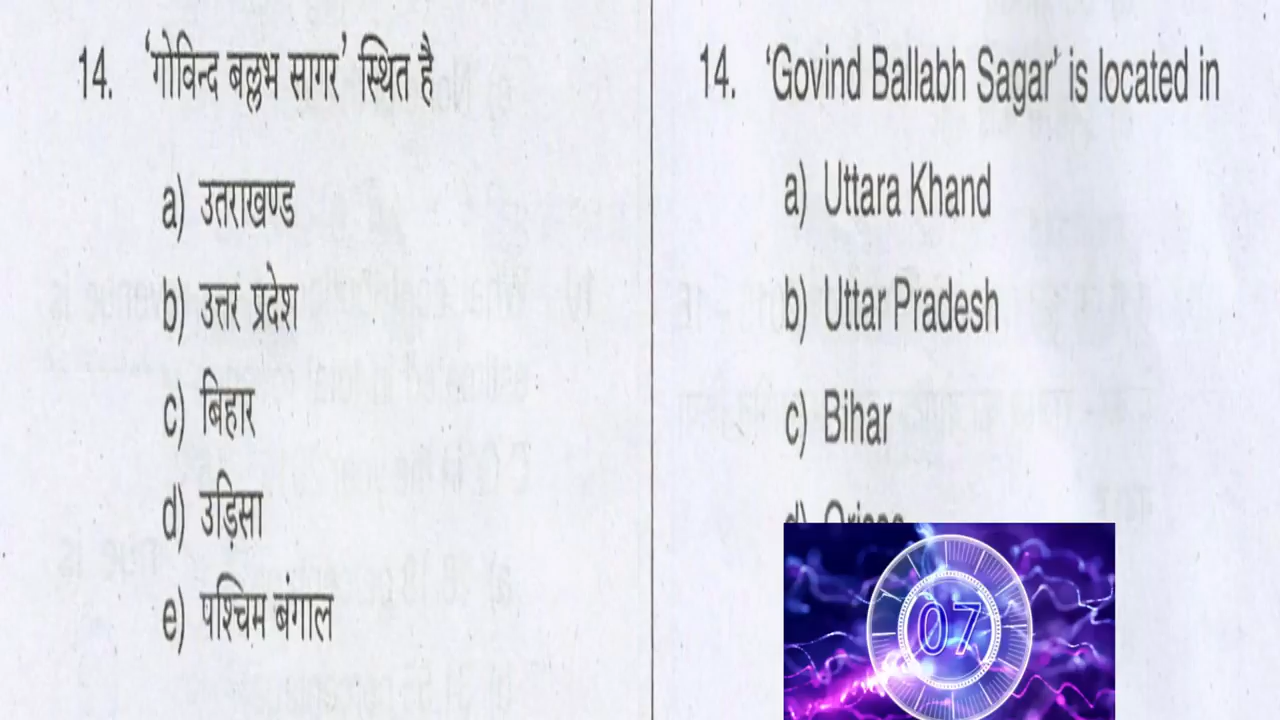 14. 'गोविन्द बल्लभ सागर' स्थित है
a) उतराखण्ड
b) उत्तर प्रदेश
c) बिहार
d) उड़िसा
e) पश्चिम बंगाल
14. 'Govind Ballabh Sagar' is located in
a) Uttara Khand
b) Uttar Pradesh
c) Bihar
d) Orissa
07